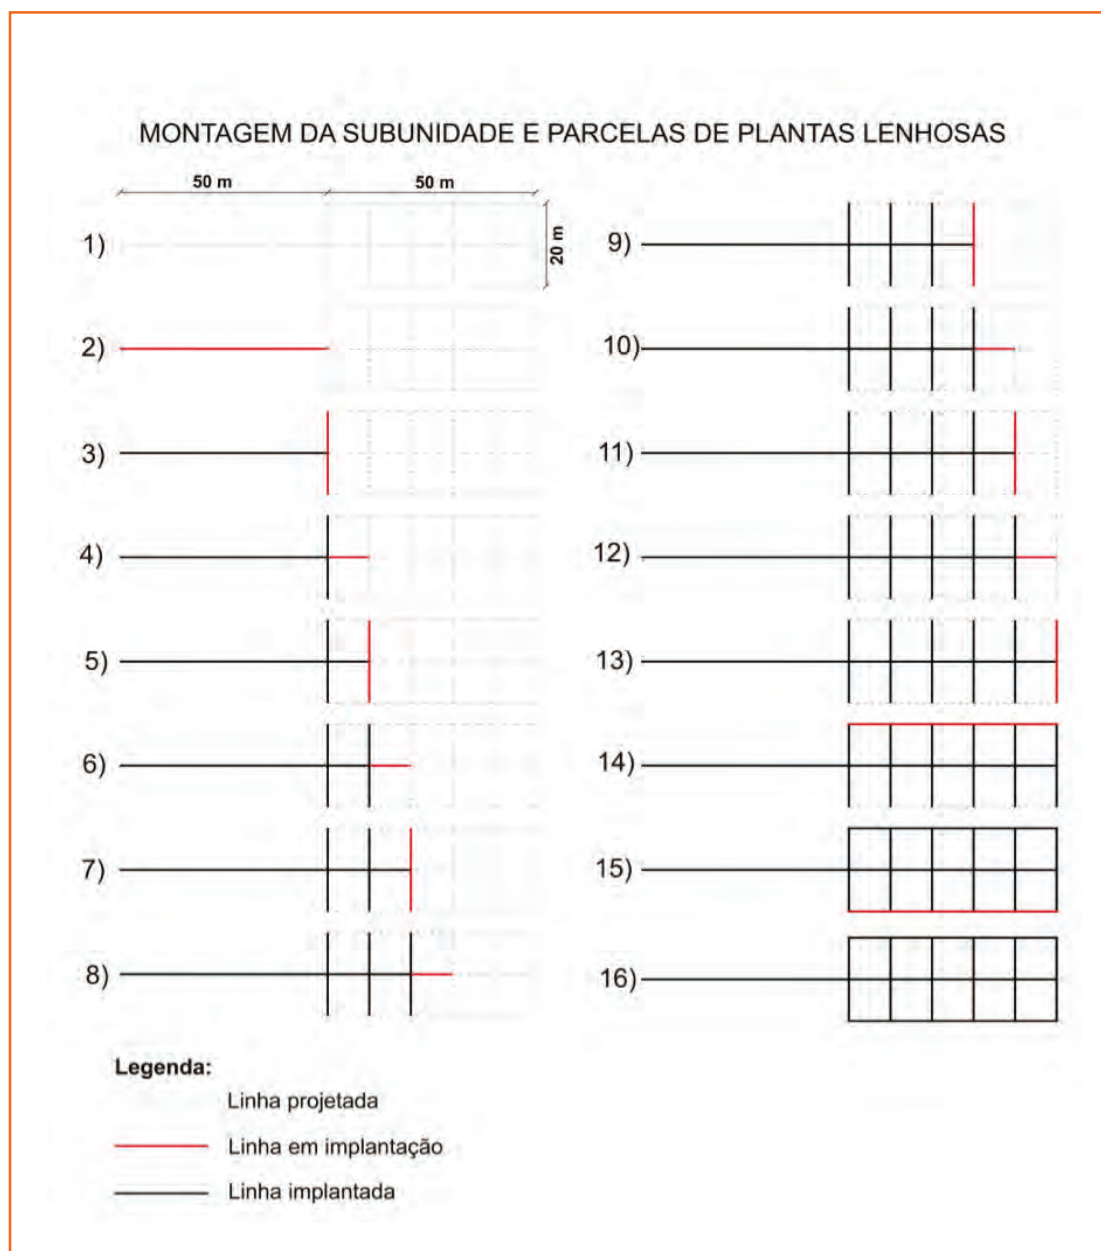 MONTAGEM DA SUBUNIDADE E PARCELAS DE PLANTAS LENHOSAS
50 m 50 m
20 m
1)
2)
3)
4)
5)
6)
7)
8)
9)
10)
11)
12)
13)
14)
15)
16)
Legenda:
Linha projetada
Linha em implantação
Linha implantada